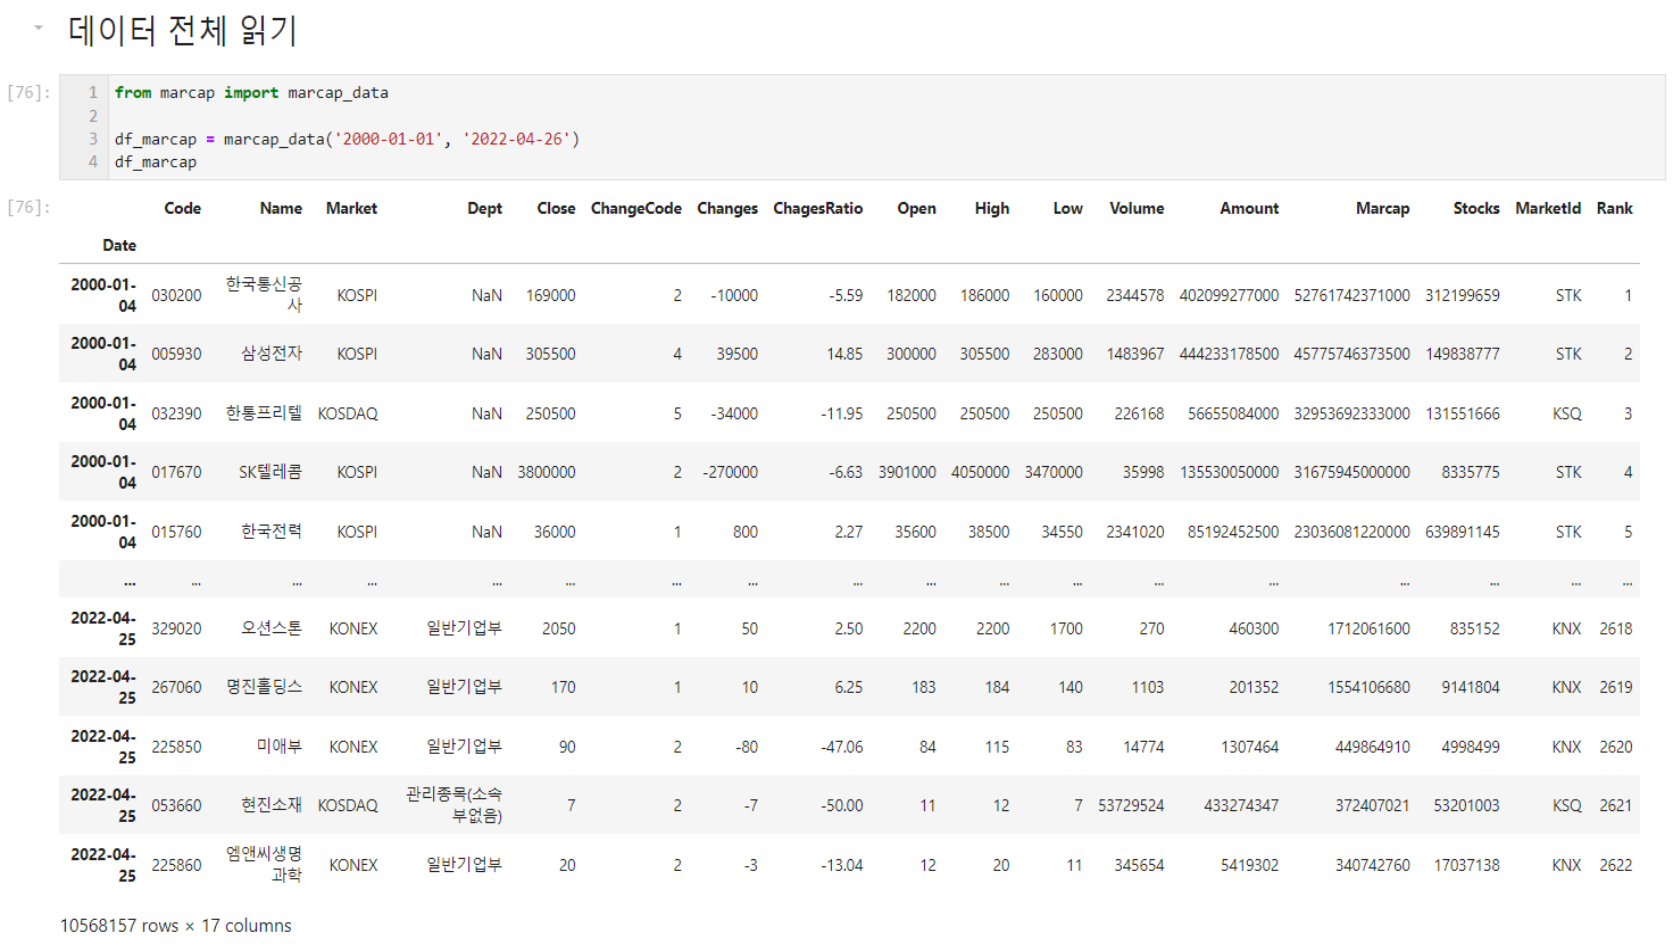 데이터 전체 읽기
[76]:
1 from marcap import marcap_data
2
3 df_marcap = marcap_data('2000-01-01', '2022-04-26')
4 df_marcap
[76]:
Code Name Market Dept Close ChangeCode Changes ChagesRatio Open High Low Volume Amount Marcap Stocks MarketId Rank
Date
2000-01-04 030200 한국통신공사 KOSPI NaN 169000 2 -10000 -5.59 182000 186000 160000 2344578 402099277000 52761742371000 312199659 STK 1
2000-01-04 005930 삼성전자 KOSPI NaN 305500 4 39500 14.85 300000 305500 283000 1483967 444233178500 45775746373500 149838777 STK 2
2000-01-04 032390 한통프리텔 KOSDAQ NaN 250500 5 -34000 -11.95 250500 250500 250500 226168 56655084000 32953692333000 131551666 KSQ 3
2000-01-04 017670 SK텔레콤 KOSPI NaN 3800000 2 -270000 -6.63 3901000 4050000 3470000 35998 135530050000 31675945000000 8335775 STK 4
2000-01-04 015760 한국전력 KOSPI NaN 36000 1 800 2.27 35600 38500 34550 2341020 85192452500 23036081220000 639891145 STK 5
... ... ... ... ... ... ... ... ... ... ... ... ... ... ... ... ... ...
2022-04-25 329020 오션스톤 KONEX 일반기업부 2050 1 50 2.50 2200 2200 1700 270 460300 1712061600 835152 KNX 2618
2022-04-25 267060 명진홀딩스 KONEX 일반기업부 170 1 10 6.25 183 184 140 1103 201352 1554106680 9141804 KNX 2619
2022-04-25 225850 미애부 KONEX 일반기업부 90 2 -80 -47.06 84 115 83 14774 1307464 449864910 4998499 KNX 2620
2022-04-25 053660 현진소재 KOSDAQ 관리종목(소속부없음) 7 2 -7 -50.00 11 12 7 53729524 433274347 372407021 53201003 KSQ 2621
2022-04-25 225860 엠앤씨생명과학 KONEX 일반기업부 20 2 -3 -13.04 12 20 11 345654 5419302 340742760 17037138 KNX 2622
10568157 rows × 17 columns